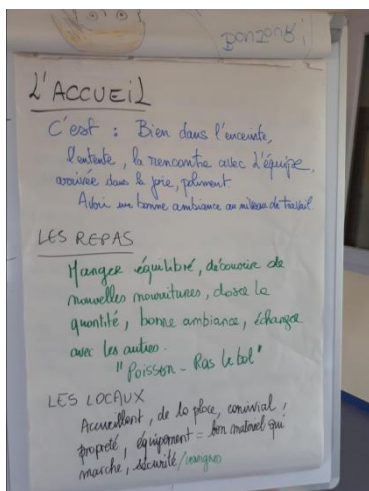 BONJOUR!
L'ACCUEIL
C'est : Bien dans l'enceinte,
l'entente, la rencontre avec l'équipe,
arrivée dans la joie, poliment
Avoir une bonne ambiance au niveau de travail.
LES REPAS
Manger équilibré, découvrir de
nouvelles nourritures, doser la
quantité, bonne ambiance, échanger
avec les autres.
"Poisson - Ras le bol"
LES LOCAUX
Accueillant, de la place, convivial,
propreté, équipement = bon matériel qui
marche, sécurité